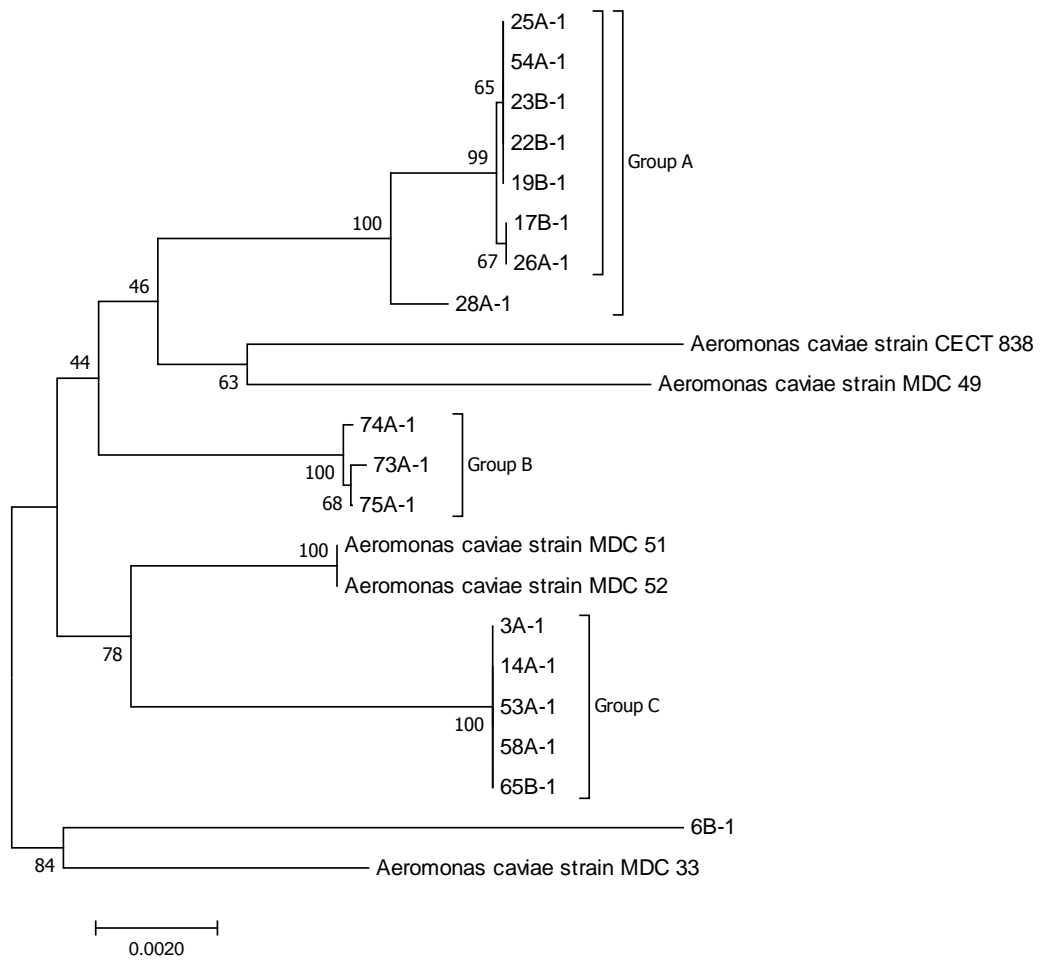 25A-1
54A-1
65
23B-1
22B-1
99
Group A
19B-1
17B-1
100
67
26A-1
46
28A-1
Aeromonas caviae strain CECT 838
44
63
Aeromonas caviae strain MDC 49
74A-1
100
73A-1
Group B
68
75A-1
100
Aeromonas caviae strain MDC 51
Aeromonas caviae strain MDC 52
3A-1
78
14A-1
53A-1
Group C
100
58A-1
65B-1
6B-1
84
Aeromonas caviae strain MDC 33
0.0020